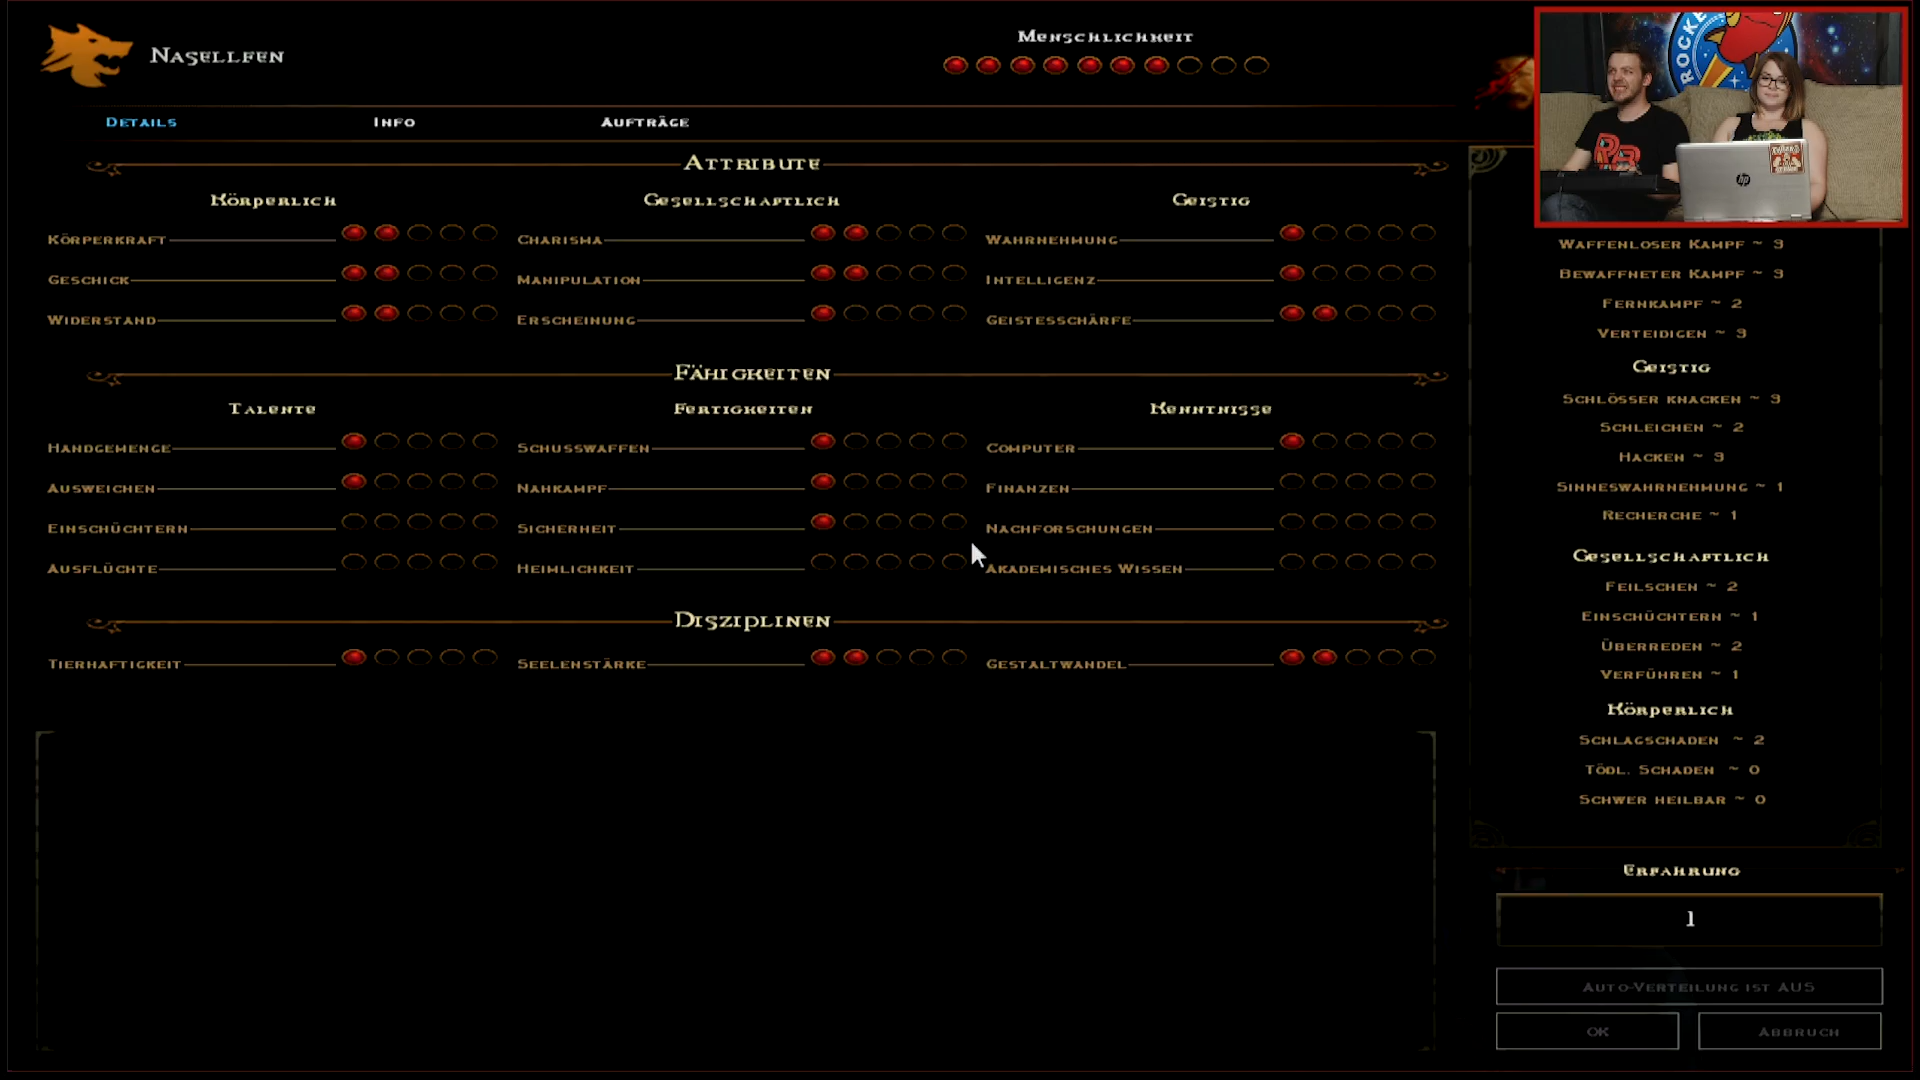 Nasellfen
Menschlichkeit
Details
Info
Aufträge
Attribute
Körperlich
Gesellschaftlich
Geistig
Körperkraft
Charisma
Wahrnehmung
Geschick
Manipulation
Intelligenz
Widerstand
Erscheinung
Geistesschärfe
Fähigkeiten
Talente
Fertigkeiten
Kenntnisse
Handgemenge
Schusswaffen
Computer
Ausweichen
Nahkampf
Finanzen
Einschüchtern
Sicherheit
Nachforschungen
Ausflüchte
Heimlichkeit
Akademisches Wissen
Disziplinen
Tierhaftigkeit
Seelenstärke
Gestaltwandel
Waffenloser Kampf ~ 3
Bewaffneter Kampf ~ 3
Fernkampf ~ 2
Verteidigen ~ 3
Geistig
Schlösser knacken ~ 3
Schleichen ~ 2
Hacken ~ 3
Sinneswahrnehmung ~ 1
Recherche ~ 1
Gesellschaftlich
Feilschen ~ 2
Einschüchtern ~ 1
Überreden ~ 2
Verführen ~ 1
Körperlich
Schlagschaden ~ 2
Tödl. Schaden ~ 0
Schwer heilbar ~ 0
Erfahrung
1
Auto-Verteilung ist AUS
OK
Abbruch
hp